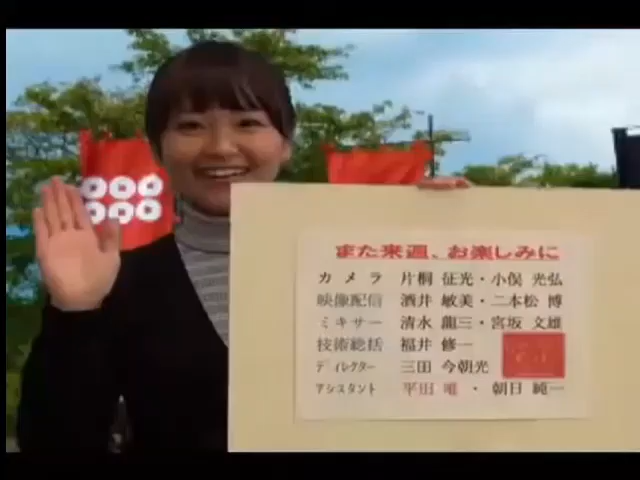 また来週、お楽しみに
カメラ 片桐 征光・小俣 光弘
映像配信 酒井 敏美・二本松 博
ミキサー 清水 龍三・宮坂 文雄
技術総括 福井 修一
ディレクター 三田 今朝光
アシスタント 平田 竜・朝日 純一